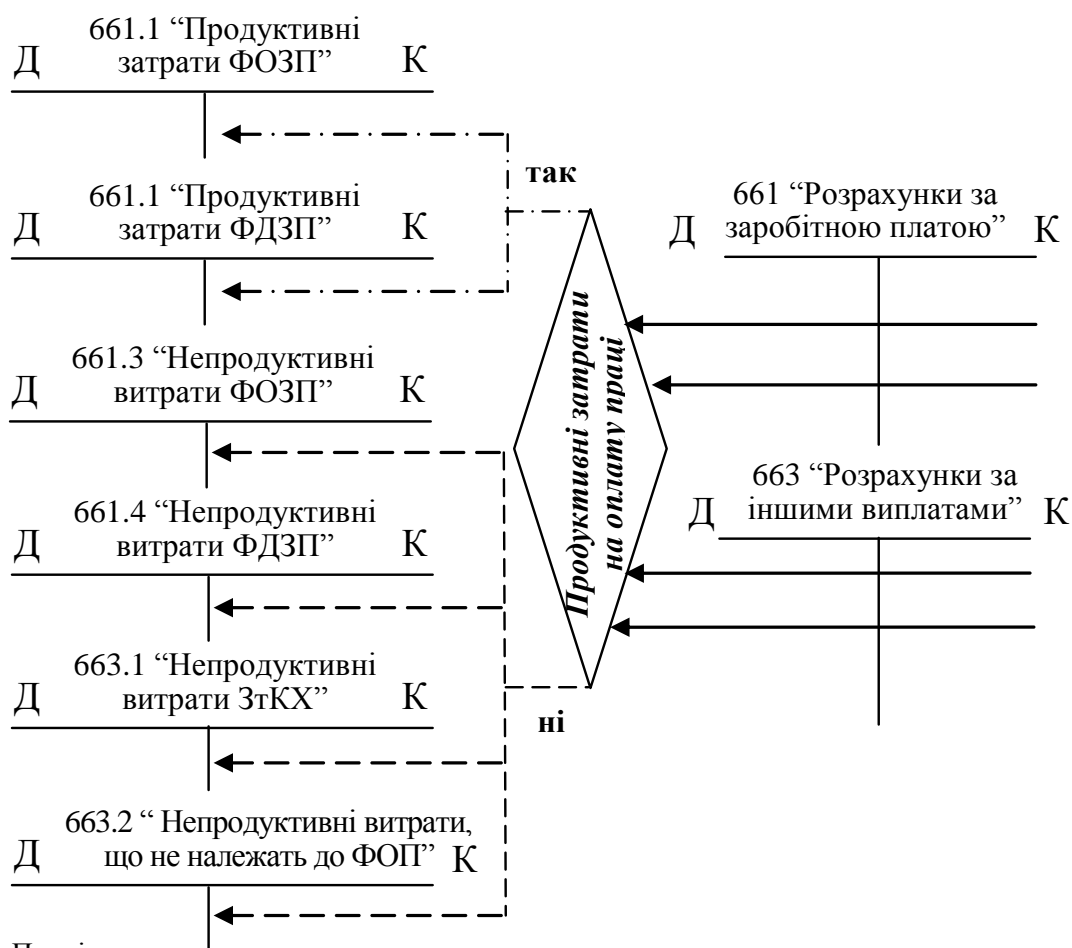 661.1 “Продуктивні
затрати ФОЗП”
Д К
661.1 “Продуктивні
затрати ФДЗП”
Д К
661.3 “Непродуктивні
витрати ФОЗП”
Д К
661.4 “Непродуктивні
витрати ФДЗП”
Д К
663.1 “Непродуктивні
витрати ЗтКХ”
Д К
663.2 “ Непродуктивні витрати,
що не належать до ФОП”
Д К
так
Продуктивні затрати
на оплату праці
ні
661 “Розрахунки за
заробітною платою”
Д К
663 “Розрахунки за
іншими виплатами”
Д К